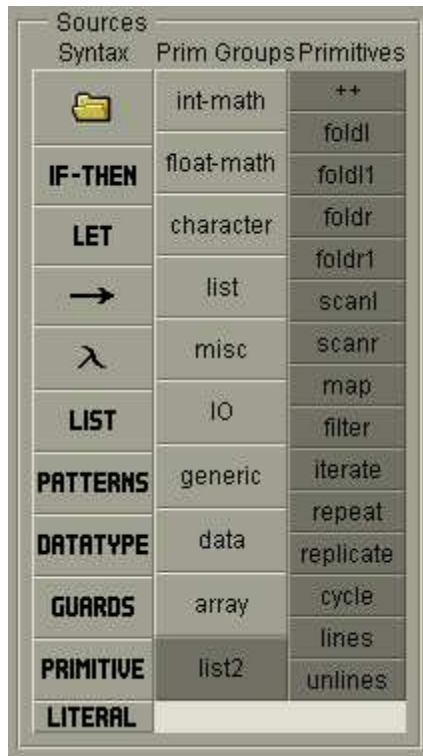 Sources
Syntax
Prim Groups
Primitives
IF-THEN
LET
→
λ
LIST
PATTERNS
DATATYPE
GUARDS
PRIMITIVE
LITERAL
int-math
float-math
character
list
misc
IO
generic
data
array
list2
++
foldl
foldl1
foldr
foldr1
scanl
scanr
map
filter
iterate
repeat
replicate
cycle
lines
unlines